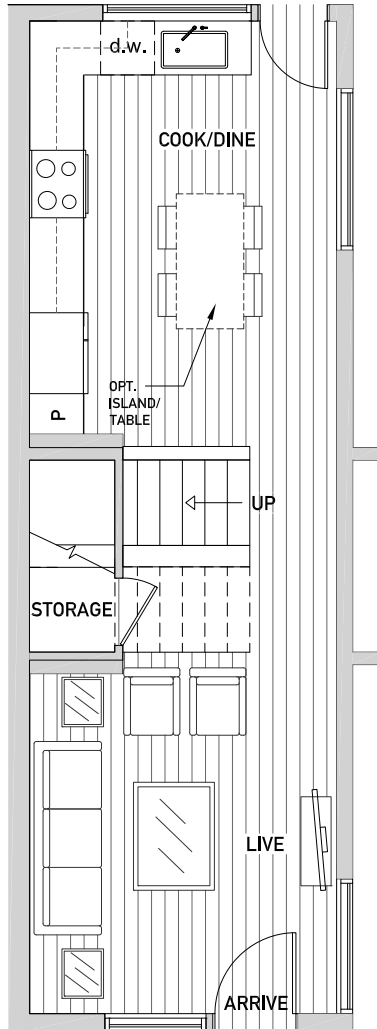 d.w.
COOK/DINE
OPT.
ISLAND/
TABLE
P
UP
STORAGE
LIVE
ARRIVE